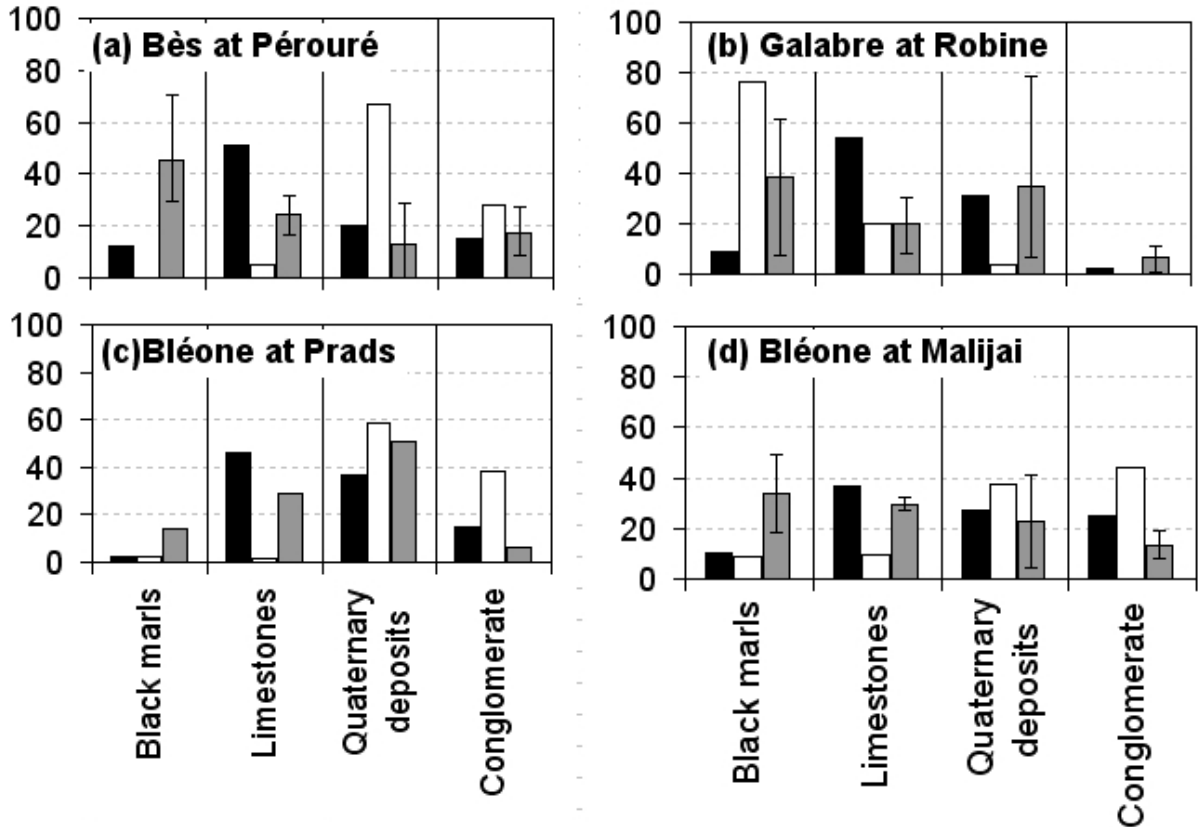 100
80
60
40
20
0
(a) Bès at Pérouré
100
80
60
40
20
0
(b) Galabre at Robine
100
80
60
40
20
0
(c)Bléone at Prads
100
80
60
40
20
0
(d) Bléone at Malijai
Black marls
Limestones
Quaternary
deposits
Conglomerate
Black marls
Limestones
Quaternary
deposits
Conglomerate